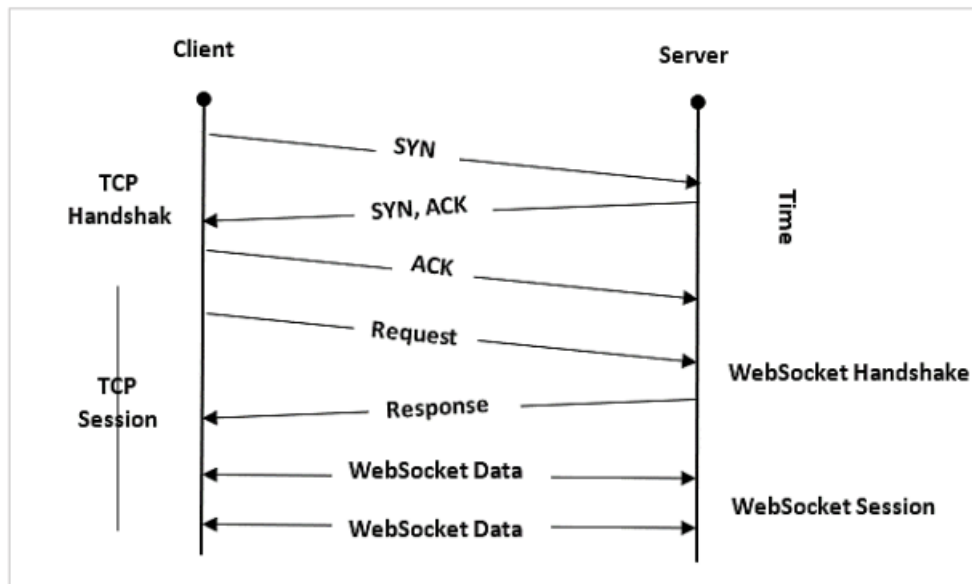 Client
Server
SYN
TCP
Handshak
SYN, ACK
Time
ACK
Request
WebSocket Handshake
TCP
Session
Response
WebSocket Data
WebSocket Session
WebSocket Data